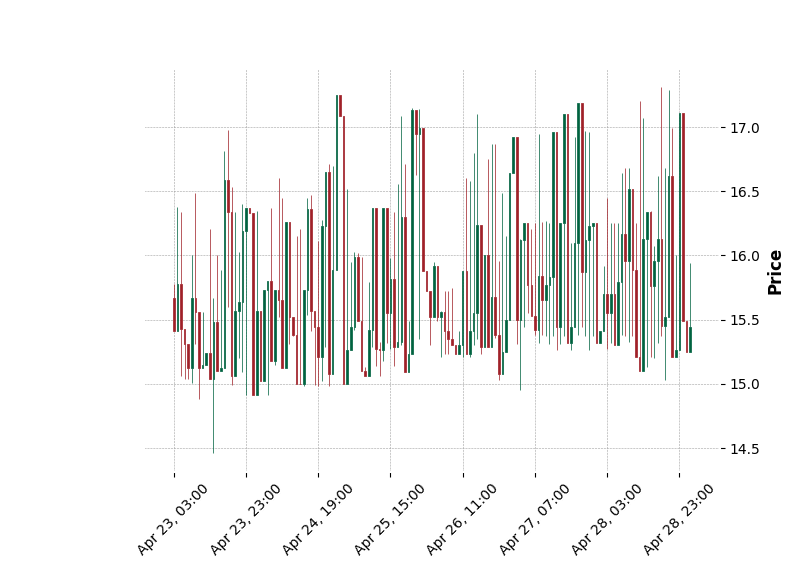 17.0
16.5
16.0
15.5
15.0
14.5
Price
Apr 23, 03:00
Apr 23, 23:00
Apr 24, 19:00
Apr 25, 15:00
Apr 26, 11:00
Apr 27, 07:00
Apr 28, 03:00
Apr 28, 23:00